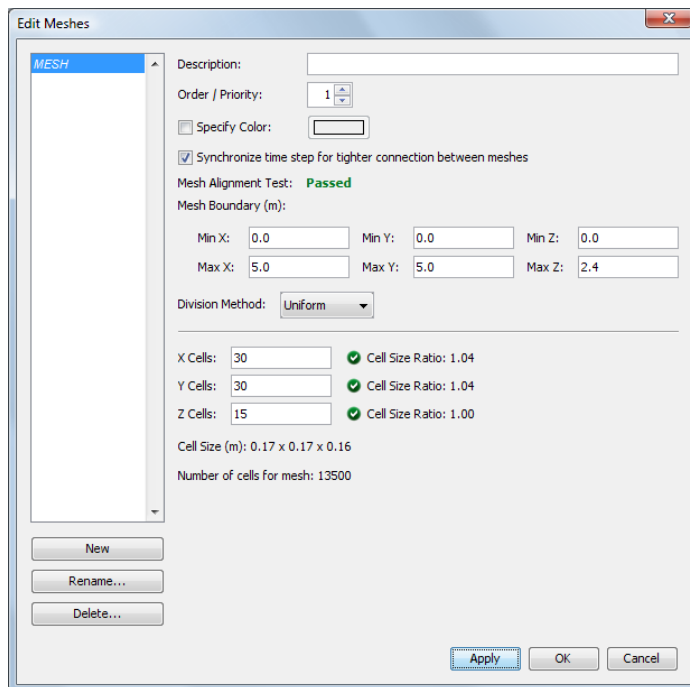 Edit Meshes
MESH
Description:
Order / Priority: 1
Specify Color:
Synchronize time step for tighter connection between meshes
Mesh Alignment Test: Passed
Mesh Boundary (m):
Min X: 0.0 Min Y: 0.0 Min Z: 0.0
Max X: 5.0 Max Y: 5.0 Max Z: 2.4
Division Method: Uniform
X Cells: 30 Cell Size Ratio: 1.04
Y Cells: 30 Cell Size Ratio: 1.04
Z Cells: 15 Cell Size Ratio: 1.00
Cell Size (m): 0.17 x 0.17 x 0.16
Number of cells for mesh: 13500
New
Rename...
Delete...
Apply OK Cancel